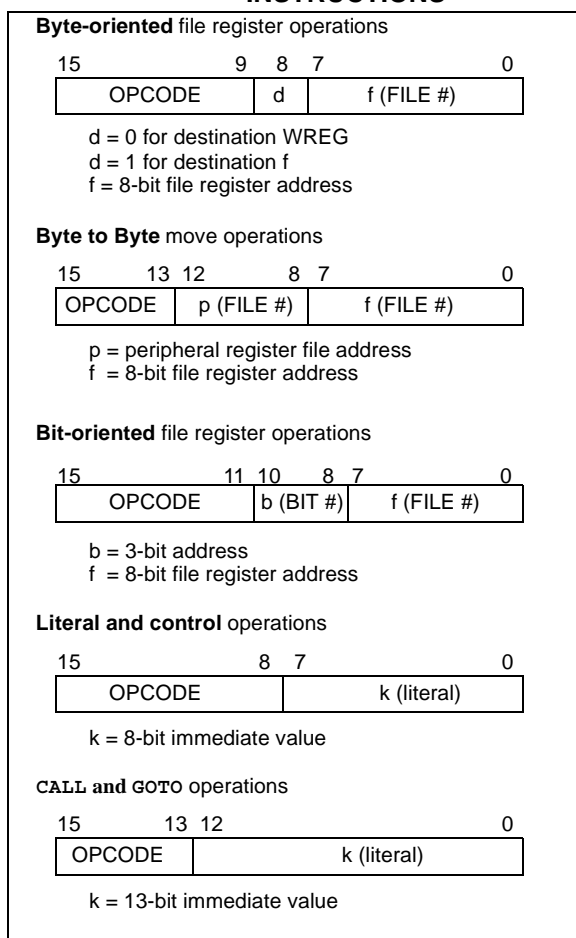 Byte-oriented file register operations
15 9 8 7 0
OPCODE d f (FILE #)
d = 0 for destination WREG
d = 1 for destination f
f = 8-bit file register address
Byte to Byte move operations
15 13 12 8 7 0
OPCODE p (FILE #) f (FILE #)
p = peripheral register file address
f = 8-bit file register address
Bit-oriented file register operations
15 11 10 8 7 0
OPCODE b (BIT #) f (FILE #)
b = 3-bit address
f = 8-bit file register address
Literal and control operations
15 8 7 0
OPCODE k (literal)
k = 8-bit immediate value
CALL and GOTO operations
15 13 12 0
OPCODE k (literal)
k = 13-bit immediate value